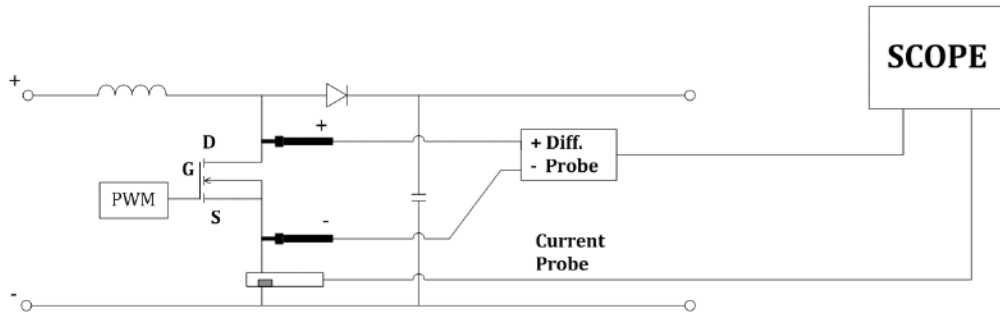 SCOPE
+
D
+
+ Diff.
- Probe
G
PWM
S
-
Current
Probe
-